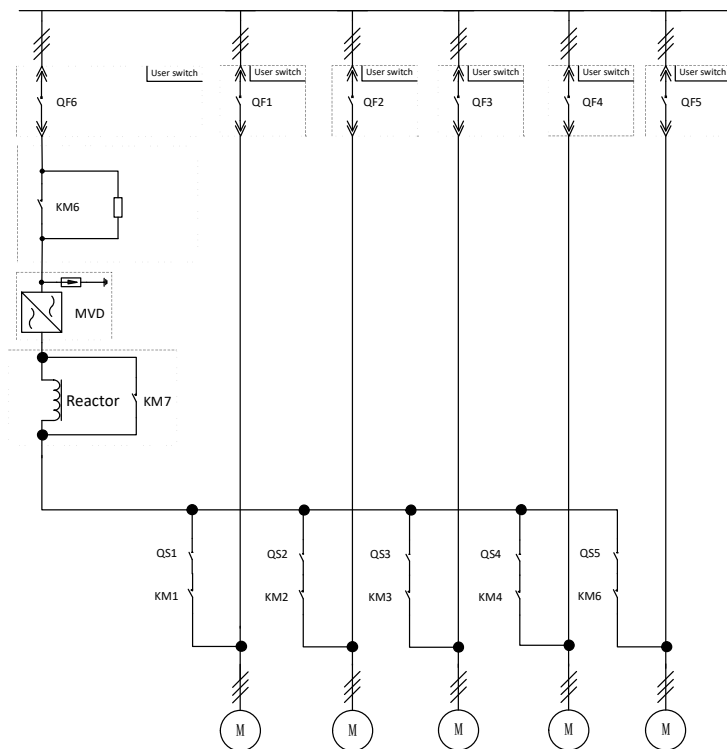 User switch User switch User switch User switch User switch User switch
QF6 QF1 QF2 QF3 QF4 QF5
KM6
MVD
Reactor KM7
QS1 QS2 QS3 QS4 QS5
KM1 KM2 KM3 KM4 KM6
M M M M M